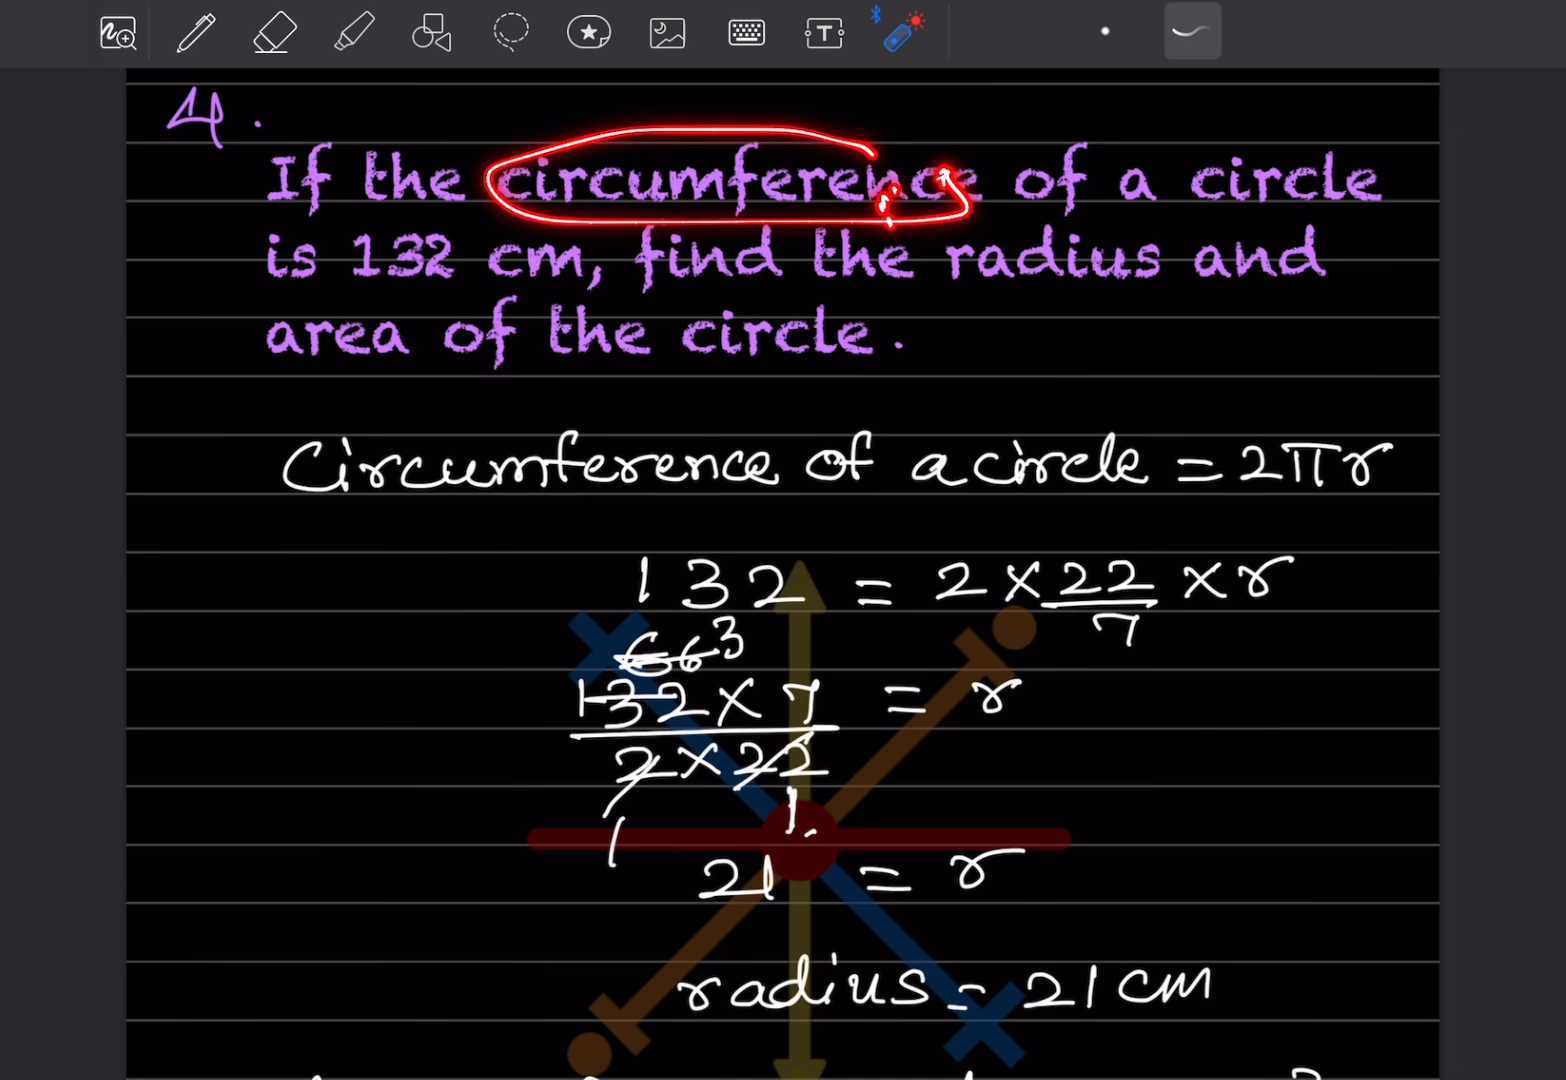 4.
If the circumference of a circle
is 132 cm, find the radius and
area of the circle.
Circumference of a circle = 2πr
132 = 2 × 22/7 × r
66 3
132 × 7 = r
2 × 22
1 1.
21 = r
radius = 21 cm